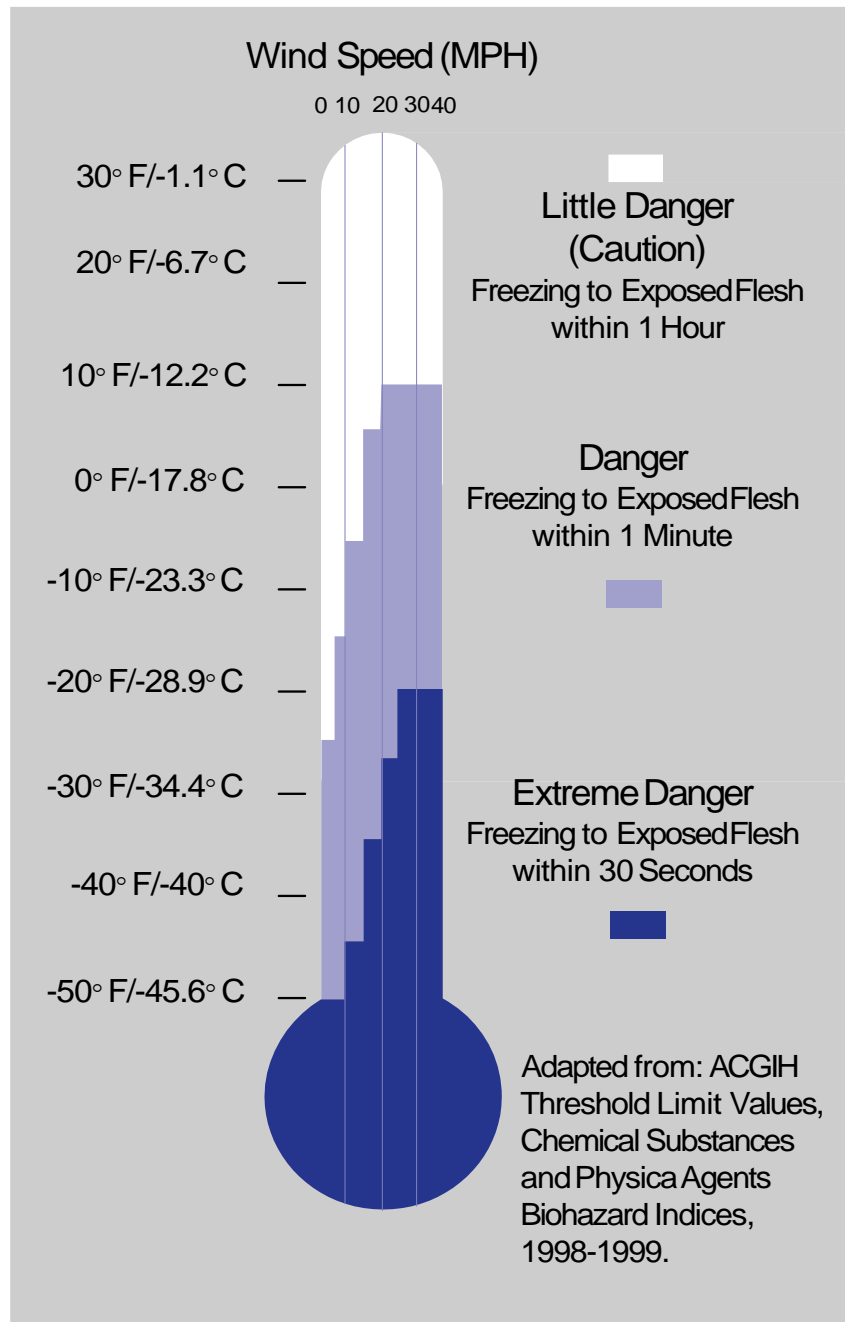 Wind Speed (MPH)
0 10 20 30 40
30° F/-1.1° C
20° F/-6.7° C
10° F/-12.2° C
0° F/-17.8° C
-10° F/-23.3° C
-20° F/-28.9° C
-30° F/-34.4° C
-40° F/-40° C
-50° F/-45.6° C
Little Danger
(Caution)
Freezing to Exposed Flesh
within 1 Hour
Danger
Freezing to Exposed Flesh
within 1 Minute
Extreme Danger
Freezing to Exposed Flesh
within 30 Seconds
Adapted from: ACGIH
Threshold Limit Values,
Chemical Substances
and Physica Agents
Biohazard Indices,
1998-1999.